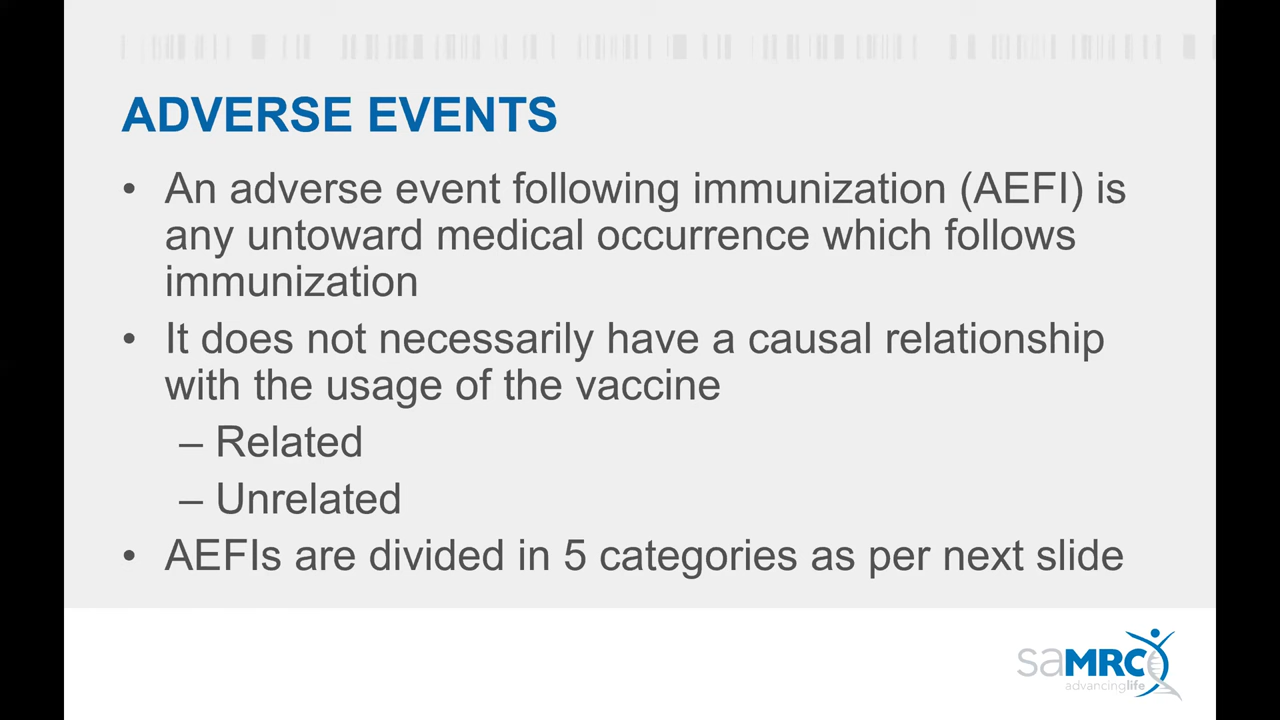 ADVERSE EVENTS
• An adverse event following immunization (AEFI) is
any untoward medical occurrence which follows
immunization
• It does not necessarily have a causal relationship
with the usage of the vaccine
– Related
– Unrelated
• AEFIs are divided in 5 categories as per next slide
saMRC
advancinglife